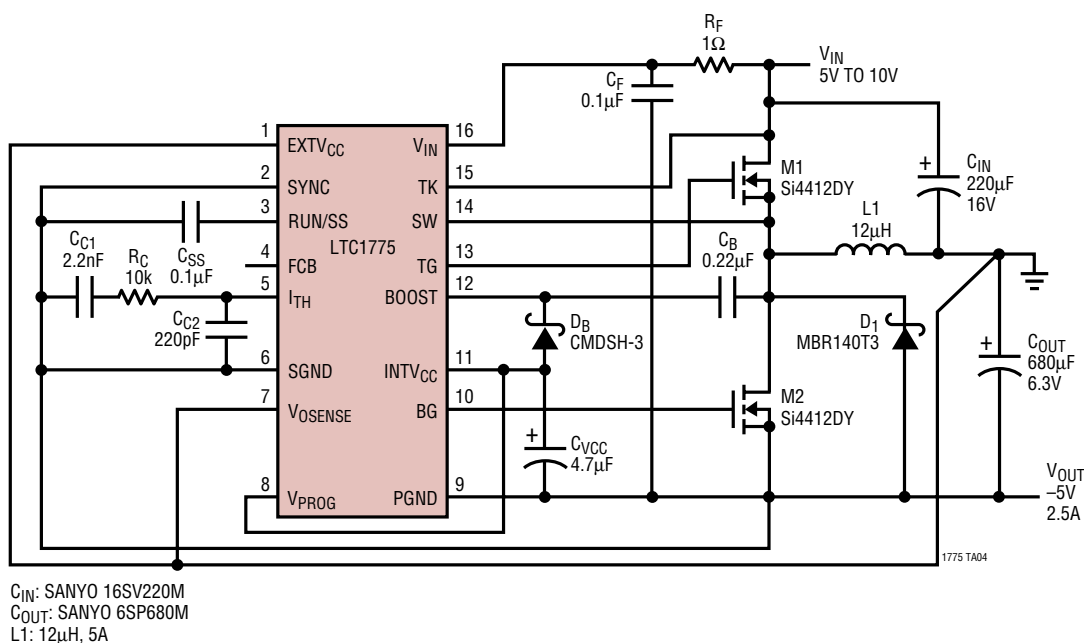 R_F
1Ω
V_IN
5V TO 10V
C_F
0.1µF
1
EXTV_CC
V_IN
16
2
SYNC
TK
15
M1
Si4412DY
+
C_IN
220µF
16V
3
RUN/SS
SW
14
LTC1775
L1
12µH
C_C1
2.2nF
R_C
10k
C_SS
0.1µF
4
FCB
TG
13
C_B
0.22µF
5
I_TH
BOOST
12
C_C2
220pF
D_B
CMDSH-3
D_1
MBR140T3
+
C_OUT
680µF
6.3V
6
SGND
INTV_CC
11
7
V_OSENSE
BG
10
M2
Si4412DY
+
C_VCC
4.7µF
8
V_PROG
PGND
9
V_OUT
–5V
2.5A
1775 TA04
C_IN: SANYO 16SV220M
C_OUT: SANYO 6SP680M
L1: 12µH, 5A